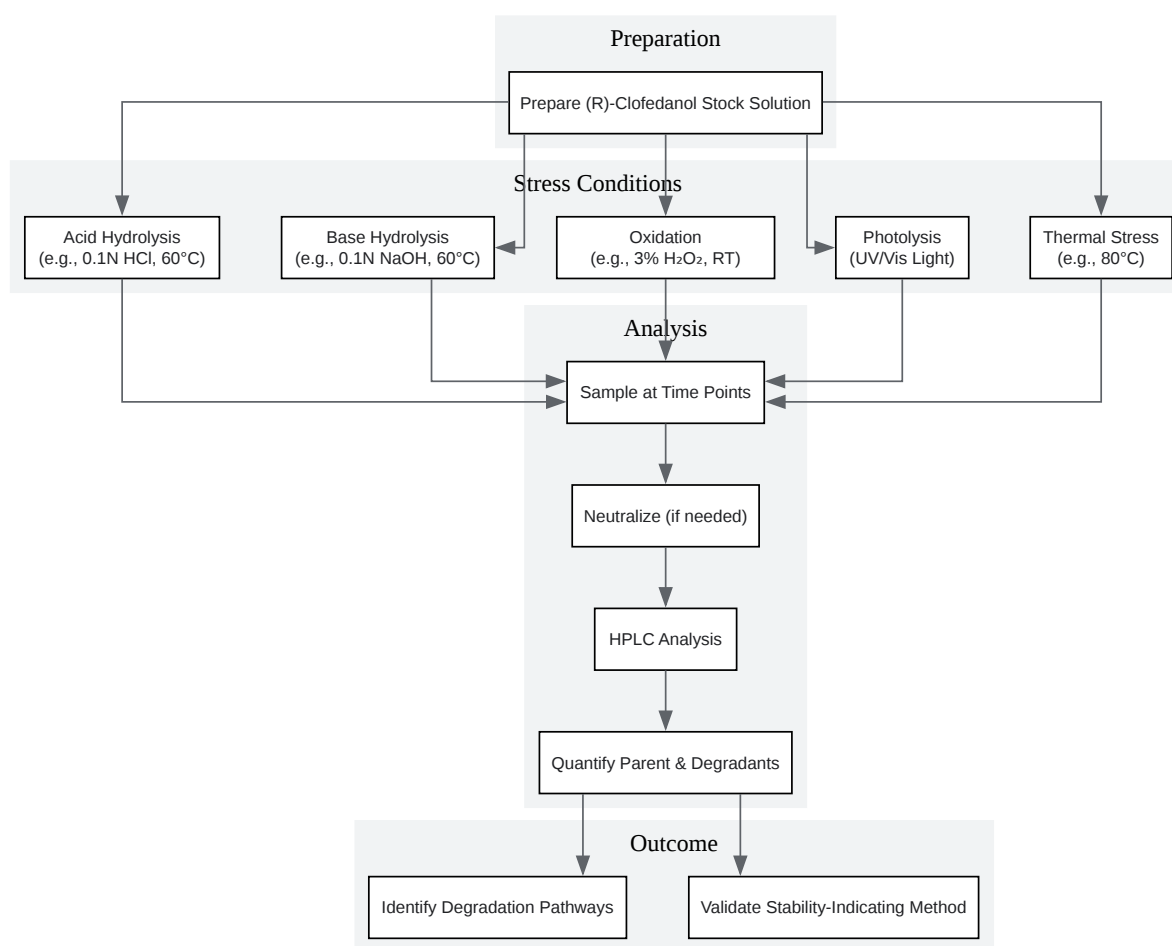 Preparation
Prepare (R)-Clofedanol Stock Solution
Stress Conditions
Acid Hydrolysis
(e.g., 0.1N HCl, 60°C)
Base Hydrolysis
(e.g., 0.1N NaOH, 60°C)
Oxidation
(e.g., 3% H₂O₂, RT)
Photolysis
(UV/Vis Light)
Thermal Stress
(e.g., 80°C)
Analysis
Sample at Time Points
Neutralize (if needed)
HPLC Analysis
Quantify Parent & Degradants
Outcome
Identify Degradation Pathways
Validate Stability-Indicating Method